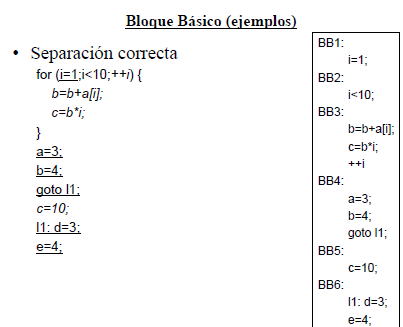 Bloque Básico (ejemplos)
• Separación correcta
for (i=1;i<10;++i) {
b=b+a[i];
c=b*i;
}
a=3;
b=4;
goto l1;
c=10;
l1: d=3;
e=4;
BB1:
i=1;
BB2:
i<10;
BB3:
b=b+a[i];
c=b*i;
++i
BB4:
a=3;
b=4;
goto l1;
BB5:
c=10;
BB6:
l1: d=3;
e=4;